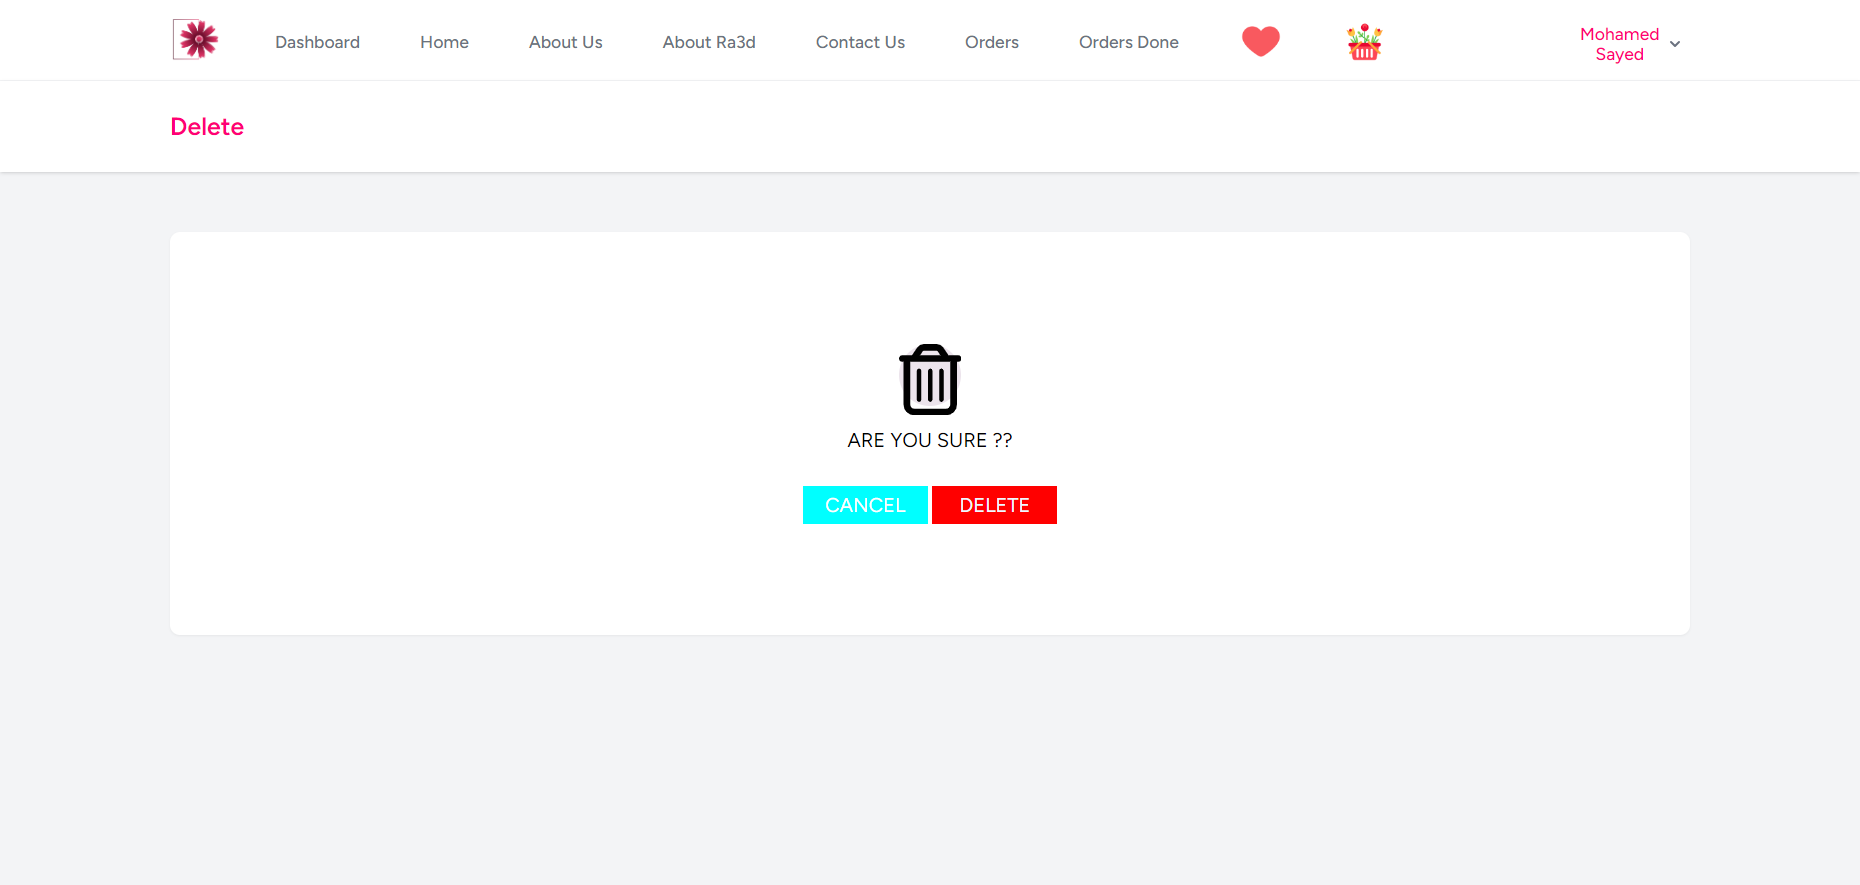 Dashboard Home About Us About Ra3d Contact Us Orders Orders Done
Mohamed
Sayed
Delete
ARE YOU SURE ??
CANCEL DELETE